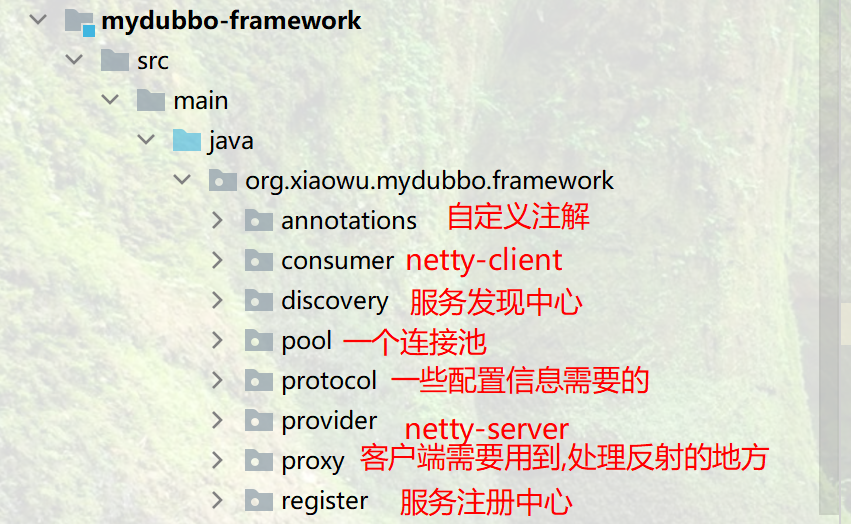 mydubbo-framework
src
main
java
org.xiaowu.mydubbo.framework
annotations 自定义注解
consumer netty-client
discovery 服务发现中心
pool 一个连接池
protocol 一些配置信息需要的
provider netty-server
proxy 客户端需要用到,处理反射的地方
register 服务注册中心